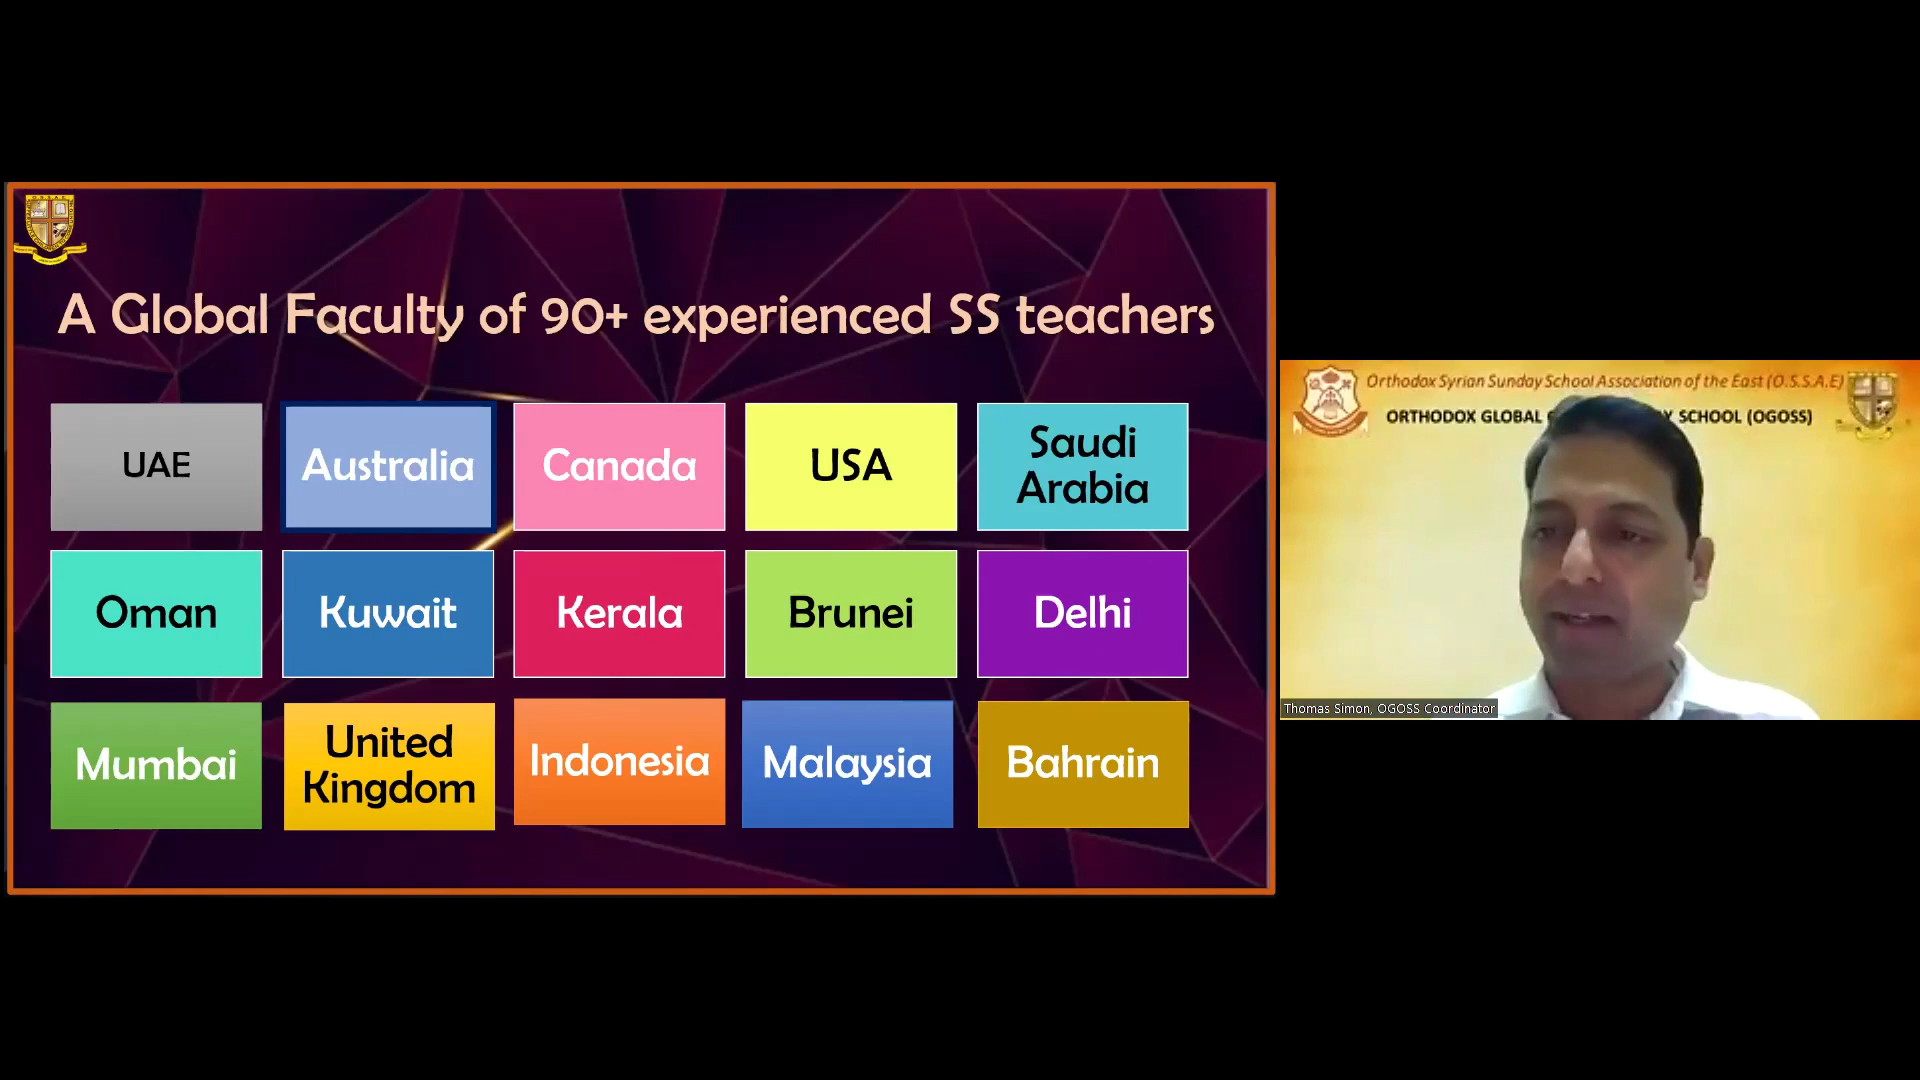 O.S.S.A.E
A Global Faculty of 90+ experienced SS teachers
UAE
Australia
Canada
USA
Saudi
Arabia
Oman
Kuwait
Kerala
Brunei
Delhi
Mumbai
United
Kingdom
Indonesia
Malaysia
Bahrain
Orthodox Syrian Sunday School Association of the East (O.S.S.A.E)
ORTHODOX GLOBAL SCHOOL (OGOSS)
Thomas Simon, OGOSS Coordinator